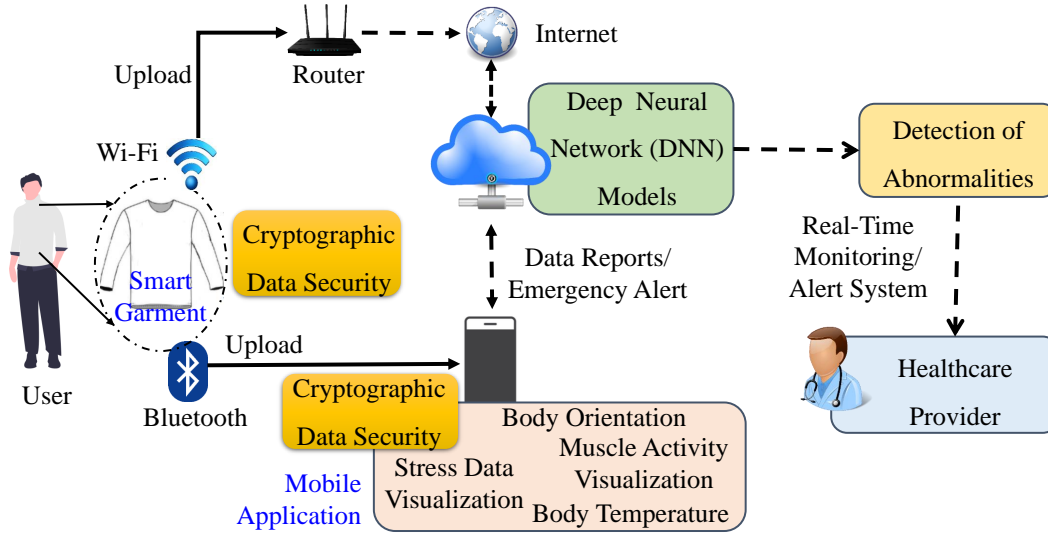 Upload
Router
Internet
Wi-Fi
Deep Neural
Network (DNN)
Models
Detection of
Abnormalities
Cryptographic
Data Security
Smart
Garment
Data Reports/
Emergency Alert
Real-Time
Monitoring/
Alert System
User
Bluetooth
Upload
Cryptographic
Data Security
Healthcare
Provider
Mobile
Application
Body Orientation
Muscle Activity
Visualization
Stress Data
Visualization
Body Temperature